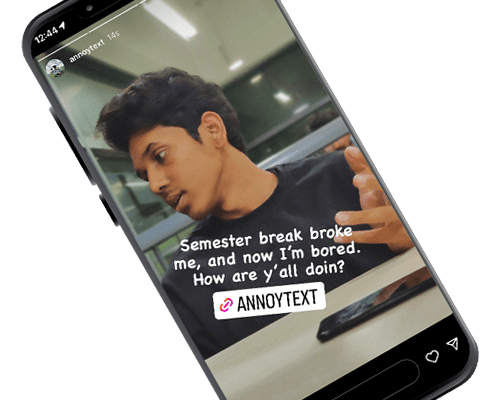 12:44
annoytext 14s
Semester break broke
me, and now I'm bored.
How are y'all doin?
ANNOYTEXT